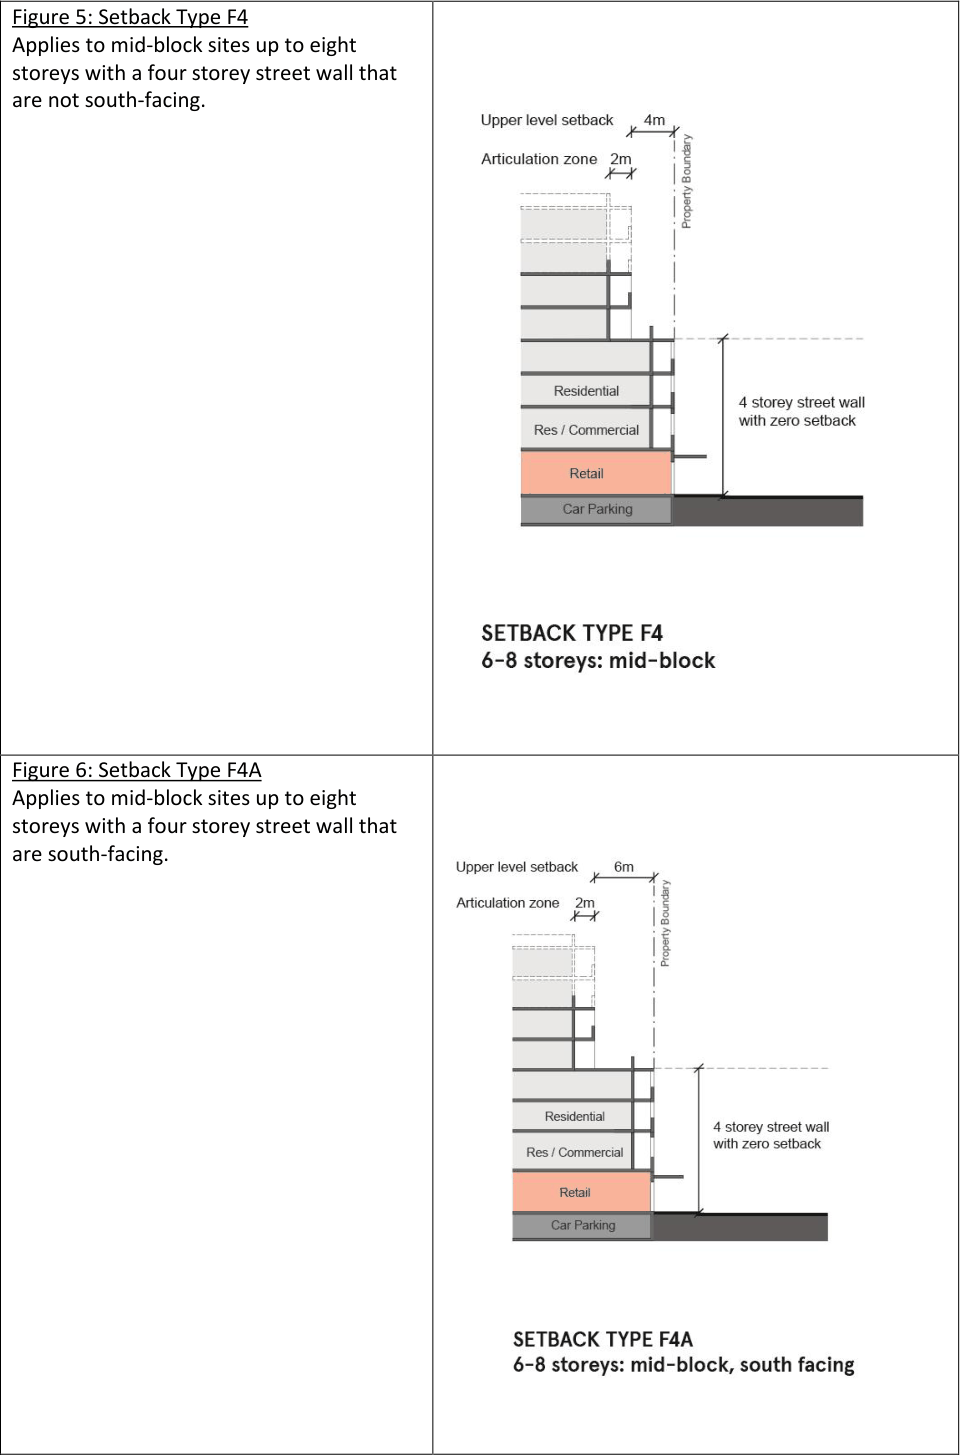 Figure 5: Setback Type F4
Applies to mid-block sites up to eight
storeys with a four storey street wall that
are not south-facing.
Upper level setback
4m
Articulation zone
2m
Property Boundary
Residential
Res / Commercial
Retail
Car Parking
4 storey street wall
with zero setback
SETBACK TYPE F4
6-8 storeys: mid-block
Figure 6: Setback Type F4A
Applies to mid-block sites up to eight
storeys with a four storey street wall that
are south-facing.
Upper level setback
6m
Articulation zone
2m
Property Boundary
Residential
Res / Commercial
Retail
Car Parking
4 storey street wall
with zero setback
SETBACK TYPE F4A
6-8 storeys: mid-block, south facing